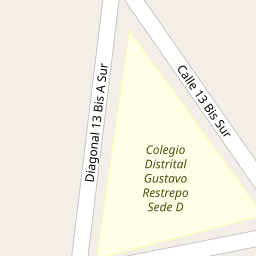 Diagonal 13 Bis A Sur
Calle 13 Bis Sur
Colegio
Distrital
Gustavo
Restrepo
Sede D